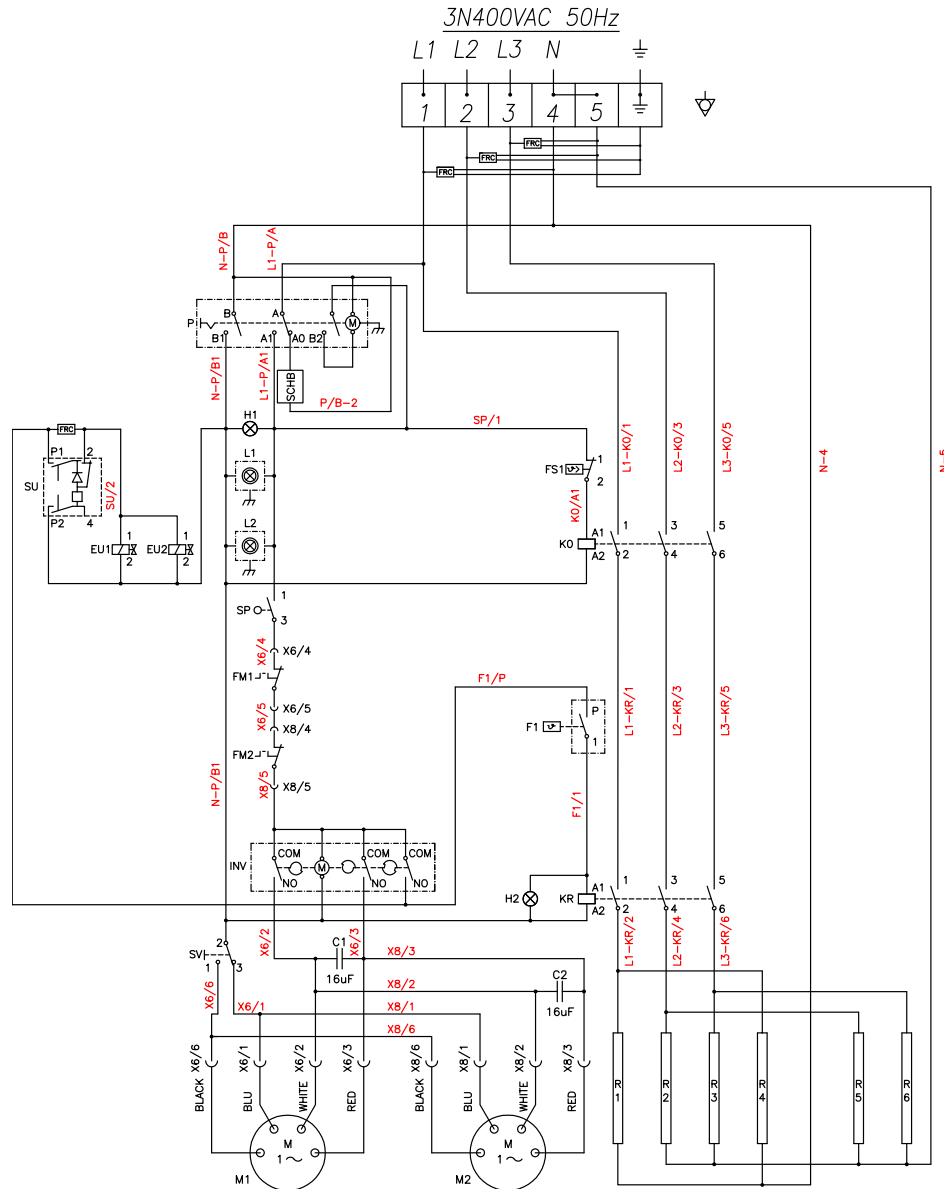 3N400VAC 50Hz
L1 L2 L3 N
1 2 3 4 5
FRC
FRC
FRC
N-P/B
L1-P/A
B A M
P
B1 A1 A0 B2
N-P/B1
L1-P/A1
SCHB
P/B-2
H1
SP/1
FRC
P1 2
SU
P2 4
SU/2
L1
L2
EU1 1 2
EU2 1 2
FS1 1 2
K0/A1
K0 A1 A2
1 2
3 4
5 6
L1-K0/1
L2-K0/3
L3-K0/5
N-4
N-5
SP 1 3
X6/4 X6/4
FM1
X6/5 X6/5
X8/4
FM2
X8/5 X8/5
N-P/B1
F1/P
F1 P 1
F1/1
L1-KR/1
L2-KR/3
L3-KR/5
INV
COM M COM COM
NO NO NO
H2
KR A1 A2
1 2
3 4
5 6
L1-KR/2
L2-KR/4
L3-KR/6
SV 2 1 3
X6/2
C1
16uF
X6/3
X8/3
X8/2
C2
16uF
X6/6
X6/1
X8/1
X8/6
X6/6 X6/1 X6/2 X6/3
X8/6 X8/1 X8/2 X8/3
BLACK BLU WHITE RED
BLACK BLU WHITE RED
M
1~
M1
M
1~
M2
R1 R2 R3 R4 R5 R6